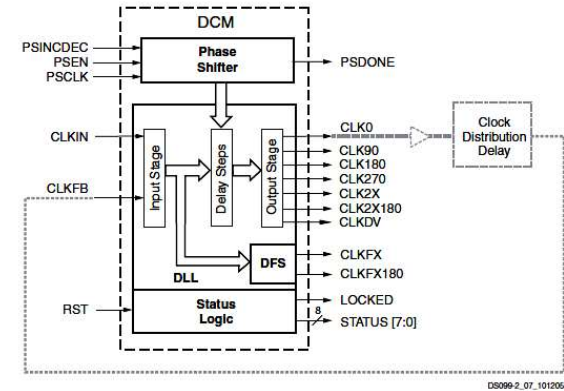 DCM
PSINCDEC
PSEN
PSCLK
Phase
Shifter
PSDONE
CLKIN
CLKFB
Input Stage
Delay Steps
Output Stage
CLK0
CLK90
CLK180
CLK270
CLK2X
CLK2X180
CLKDV
Clock
Distribution
Delay
DLL
DFS
CLKFX
CLKFX180
RST
Status
Logic
LOCKED
8
STATUS [7:0]
DS099-2_07_101205